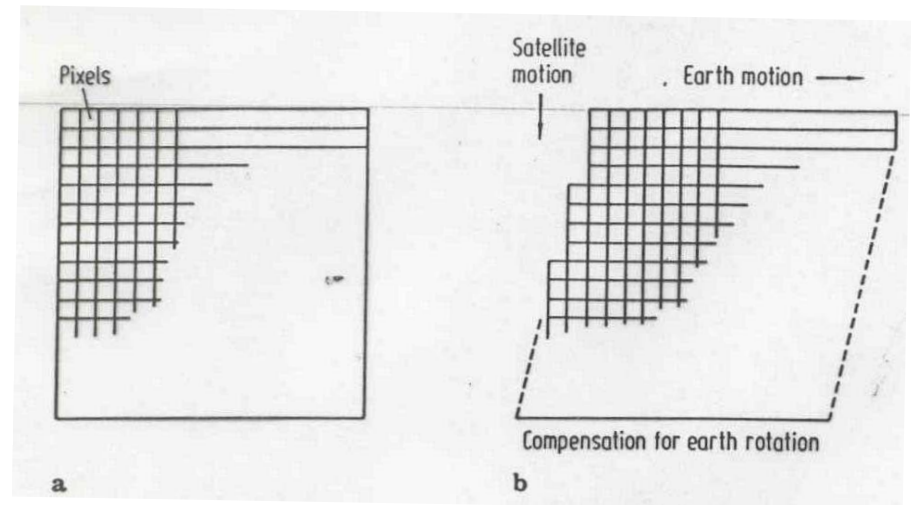 Pixels
Satellite
motion
Earth motion
Compensation for earth rotation
a
b